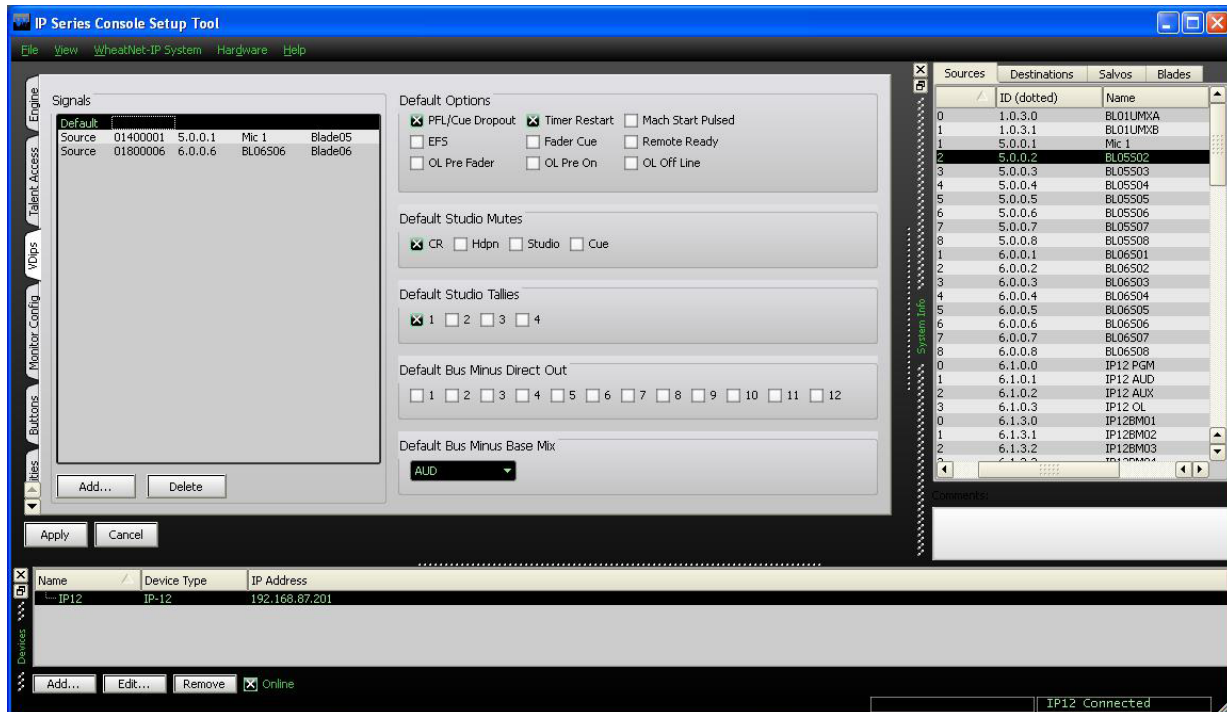 IP Series Console Setup Tool
File View WheatNet-IP System Hardware Help
Engine
Talent Access
VDips
Monitor Config
Buttons
Signals
Default
Source 01400001 5.0.0.1 Mic 1 Blade05
Source 01800006 6.0.0.6 BL06S06 Blade06
Add... Delete
Default Options
PFL/Cue Dropout Timer Restart Mach Start Pulsed
EFS Fader Cue Remote Ready
OL Pre Fader OL Pre On OL Off Line
Default Studio Mutes
CR Hdpn Studio Cue
Default Studio Tallies
1 2 3 4
Default Bus Minus Direct Out
1 2 3 4 5 6 7 8 9 10 11 12
Default Bus Minus Base Mix
AUD
Apply Cancel
System Info
Sources Destinations Salvos Blades
ID (dotted) Name
0 1.0.3.0 BL01UMXA
1 1.0.3.1 BL01UMXB
1 5.0.0.1 Mic 1
2 5.0.0.2 BL05S02
3 5.0.0.3 BL05S03
4 5.0.0.4 BL05S04
5 5.0.0.5 BL05S05
6 5.0.0.6 BL05S06
7 5.0.0.7 BL05S07
8 5.0.0.8 BL05S08
1 6.0.0.1 BL06S01
2 6.0.0.2 BL06S02
3 6.0.0.3 BL06S03
4 6.0.0.4 BL06S04
5 6.0.0.5 BL06S05
6 6.0.0.6 BL06S06
7 6.0.0.7 BL06S07
8 6.0.0.8 BL06S08
0 6.1.0.0 IP12 PGM
1 6.1.0.1 IP12 AUD
2 6.1.0.2 IP12 AUX
3 6.1.0.3 IP12 OL
0 6.1.3.0 IP12BM01
1 6.1.3.1 IP12BM02
2 6.1.3.2 IP12BM03
Comments:
Devices
Name Device Type IP Address
IP12 IP-12 192.168.87.201
Add... Edit... Remove Online
IP12 Connected